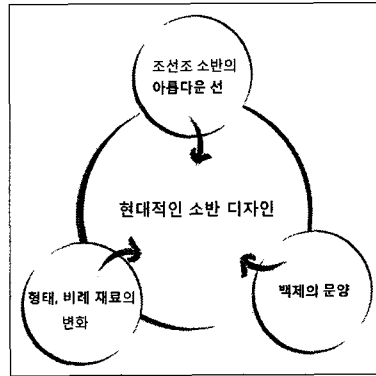 조선조 소반의
아름다운 선
현대적인 소반 디자인
형태, 비례 재료의
변화
백제의 문양